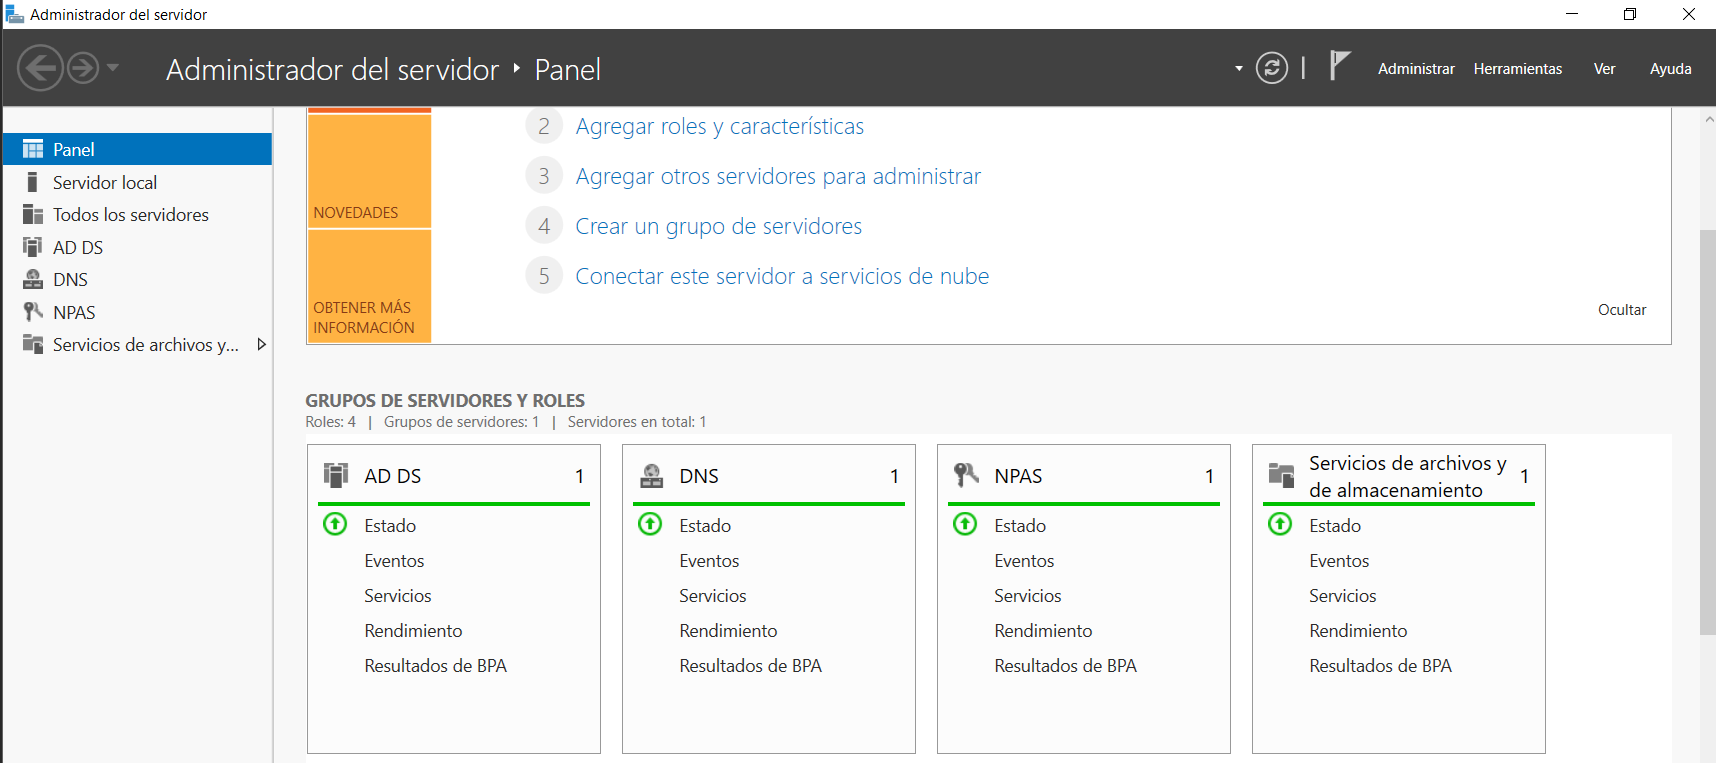 Administrador del servidor
Administrador del servidor ‣ Panel
Administrar Herramientas Ver Ayuda
Panel
Servidor local
Todos los servidores
AD DS
DNS
NPAS
Servicios de archivos y...
NOVEDADES
OBTENER MÁS
INFORMACIÓN
2 Agregar roles y características
3 Agregar otros servidores para administrar
4 Crear un grupo de servidores
5 Conectar este servidor a servicios de nube
Ocultar
GRUPOS DE SERVIDORES Y ROLES
Roles: 4 | Grupos de servidores: 1 | Servidores en total: 1
AD DS 1
Estado
Eventos
Servicios
Rendimiento
Resultados de BPA
DNS 1
Estado
Eventos
Servicios
Rendimiento
Resultados de BPA
NPAS 1
Estado
Eventos
Servicios
Rendimiento
Resultados de BPA
Servicios de archivos y
de almacenamiento 1
Estado
Eventos
Servicios
Rendimiento
Resultados de BPA